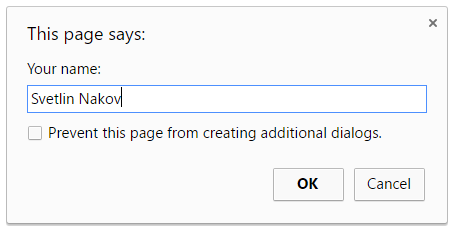 This page says:
Your name:
Svetlin Nakov
Prevent this page from creating additional dialogs.
OK Cancel